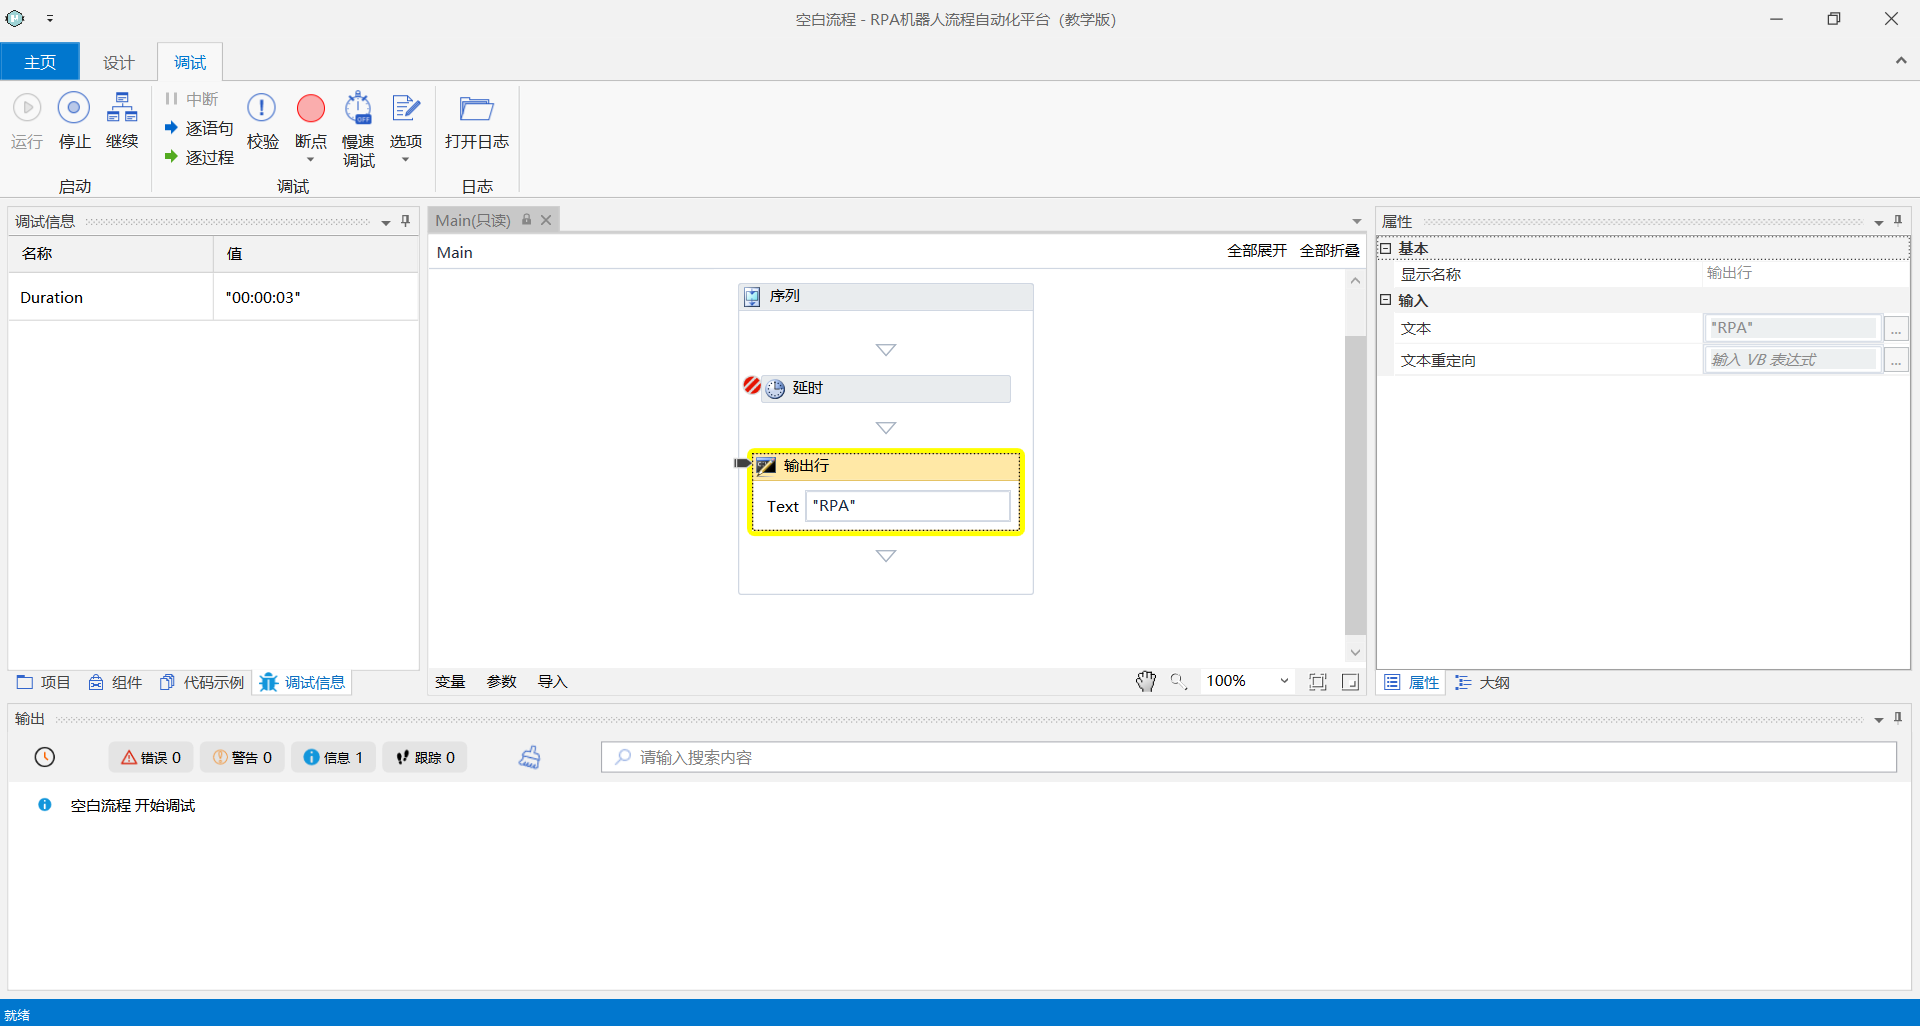 空白流程 - RPA机器人流程自动化平台（教学版）
主页 设计 调试
运行 停止 继续 中断 逐语句 逐过程 校验 断点 慢速调试 选项 打开日志
OFF
启动 调试 日志
调试信息
名称 值
Duration "00:00:03"
项目 组件 代码示例 调试信息
Main(只读)
Main 全部展开 全部折叠
序列
延时
输出行
Text "RPA"
变量 参数 导入 100%
属性
基本
显示名称 输出行
输入
文本 "RPA" ...
文本重定向 输入 VB 表达式 ...
属性 大纲
输出
错误 0 警告 0 信息 1 跟踪 0 请输入搜索内容
空白流程 开始调试
就绪